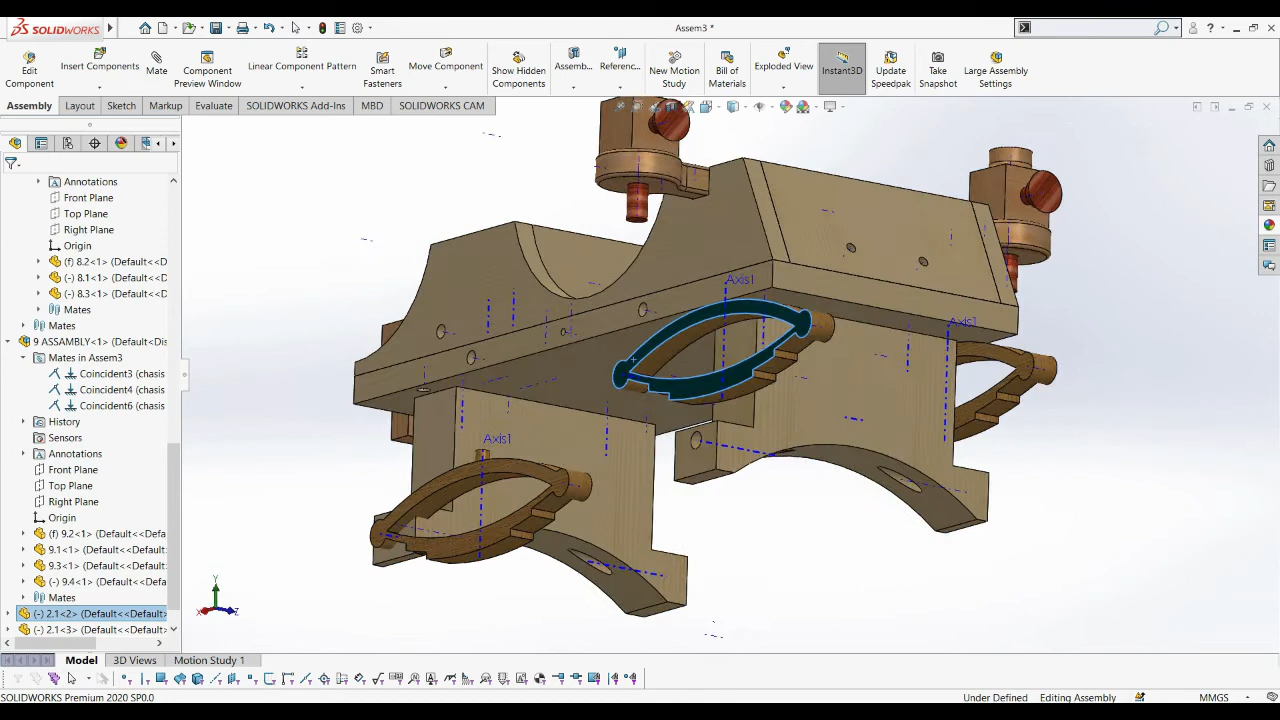 SOLIDWORKS
Assem3 *
Edit Component
Insert Components
Mate
Component Preview Window
Linear Component Pattern
Smart Fasteners
Move Component
Show Hidden Components
Assemb...
Referenc...
New Motion Study
Bill of Materials
Exploded View
Instant3D
Update Speedpak
Take Snapshot
Large Assembly Settings
Assembly
Layout
Sketch
Markup
Evaluate
SOLIDWORKS Add-Ins
MBD
SOLIDWORKS CAM
Annotations
Front Plane
Top Plane
Right Plane
Origin
(f) 8.2<1> (Default<<D
(-) 8.1<1> (Default<<D
(-) 8.3<1> (Default<<D
Mates
Mates
9 ASSEMBLY<1> (Default<Dis
Mates in Assem3
Coincident3 (chasis
Coincident4 (chasis
Coincident6 (chasis
History
Sensors
Annotations
Front Plane
Top Plane
Right Plane
Origin
(f) 9.2<1> (Default<<Defa
9.1<1> (Default<<Default
9.3<1> (Default<<Default
(-) 9.4<1> (Default<<Defa
Mates
(-) 2.1<2> (Default<<Default>
(-) 2.1<3> (Default<<Default>
Axis1
Axis1
Axis1
Y
X
Z
Model
3D Views
Motion Study 1
SOLIDWORKS Premium 2020 SP0.0
Under Defined
Editing Assembly
MMGS